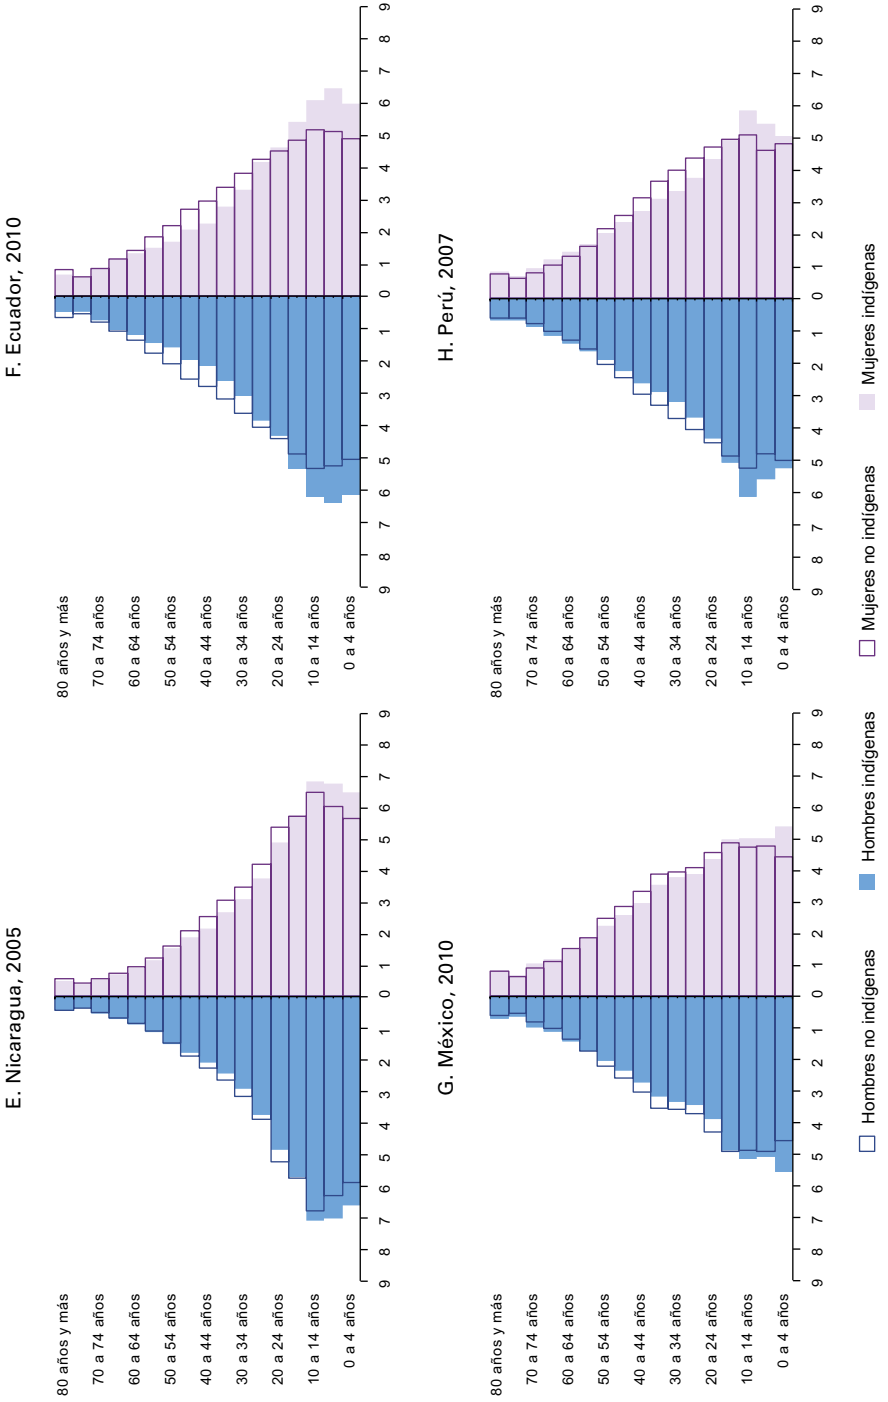 E. Nicaragua, 2005
80 años y más
70 a 74 años
60 a 64 años
50 a 54 años
40 a 44 años
30 a 34 años
20 a 24 años
10 a 14 años
0 a 4 años
9 8 7 6 5 4 3 2 1 0 1 2 3 4 5 6 7 8 9
F. Ecuador, 2010
80 años y más
70 a 74 años
60 a 64 años
50 a 54 años
40 a 44 años
30 a 34 años
20 a 24 años
10 a 14 años
0 a 4 años
9 8 7 6 5 4 3 2 1 0 1 2 3 4 5 6 7 8 9
G. México, 2010
80 años y más
70 a 74 años
60 a 64 años
50 a 54 años
40 a 44 años
30 a 34 años
20 a 24 años
10 a 14 años
0 a 4 años
9 8 7 6 5 4 3 2 1 0 1 2 3 4 5 6 7 8 9
H. Perú, 2007
80 años y más
70 a 74 años
60 a 64 años
50 a 54 años
40 a 44 años
30 a 34 años
20 a 24 años
10 a 14 años
0 a 4 años
9 8 7 6 5 4 3 2 1 0 1 2 3 4 5 6 7 8 9
Hombres no indígenas Hombres indígenas Mujeres no indígenas Mujeres indígenas